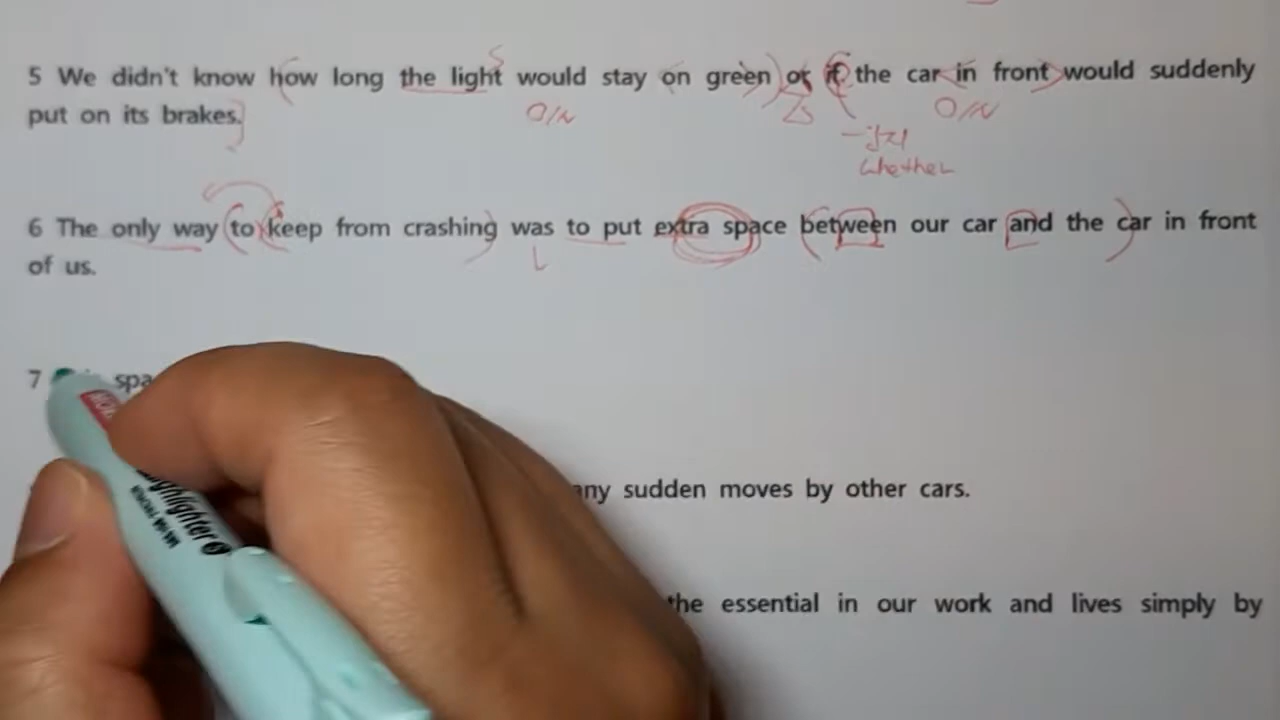 5 We didn't know how long the light would stay on green or if the car in front would suddenly
put on its brakes.
O/N
O/N
whether
6 The only way to keep from crashing was to put extra space between our car and the car in front
of us.
7
sudden moves by other cars.
the essential in our work and lives simply by
highlighter